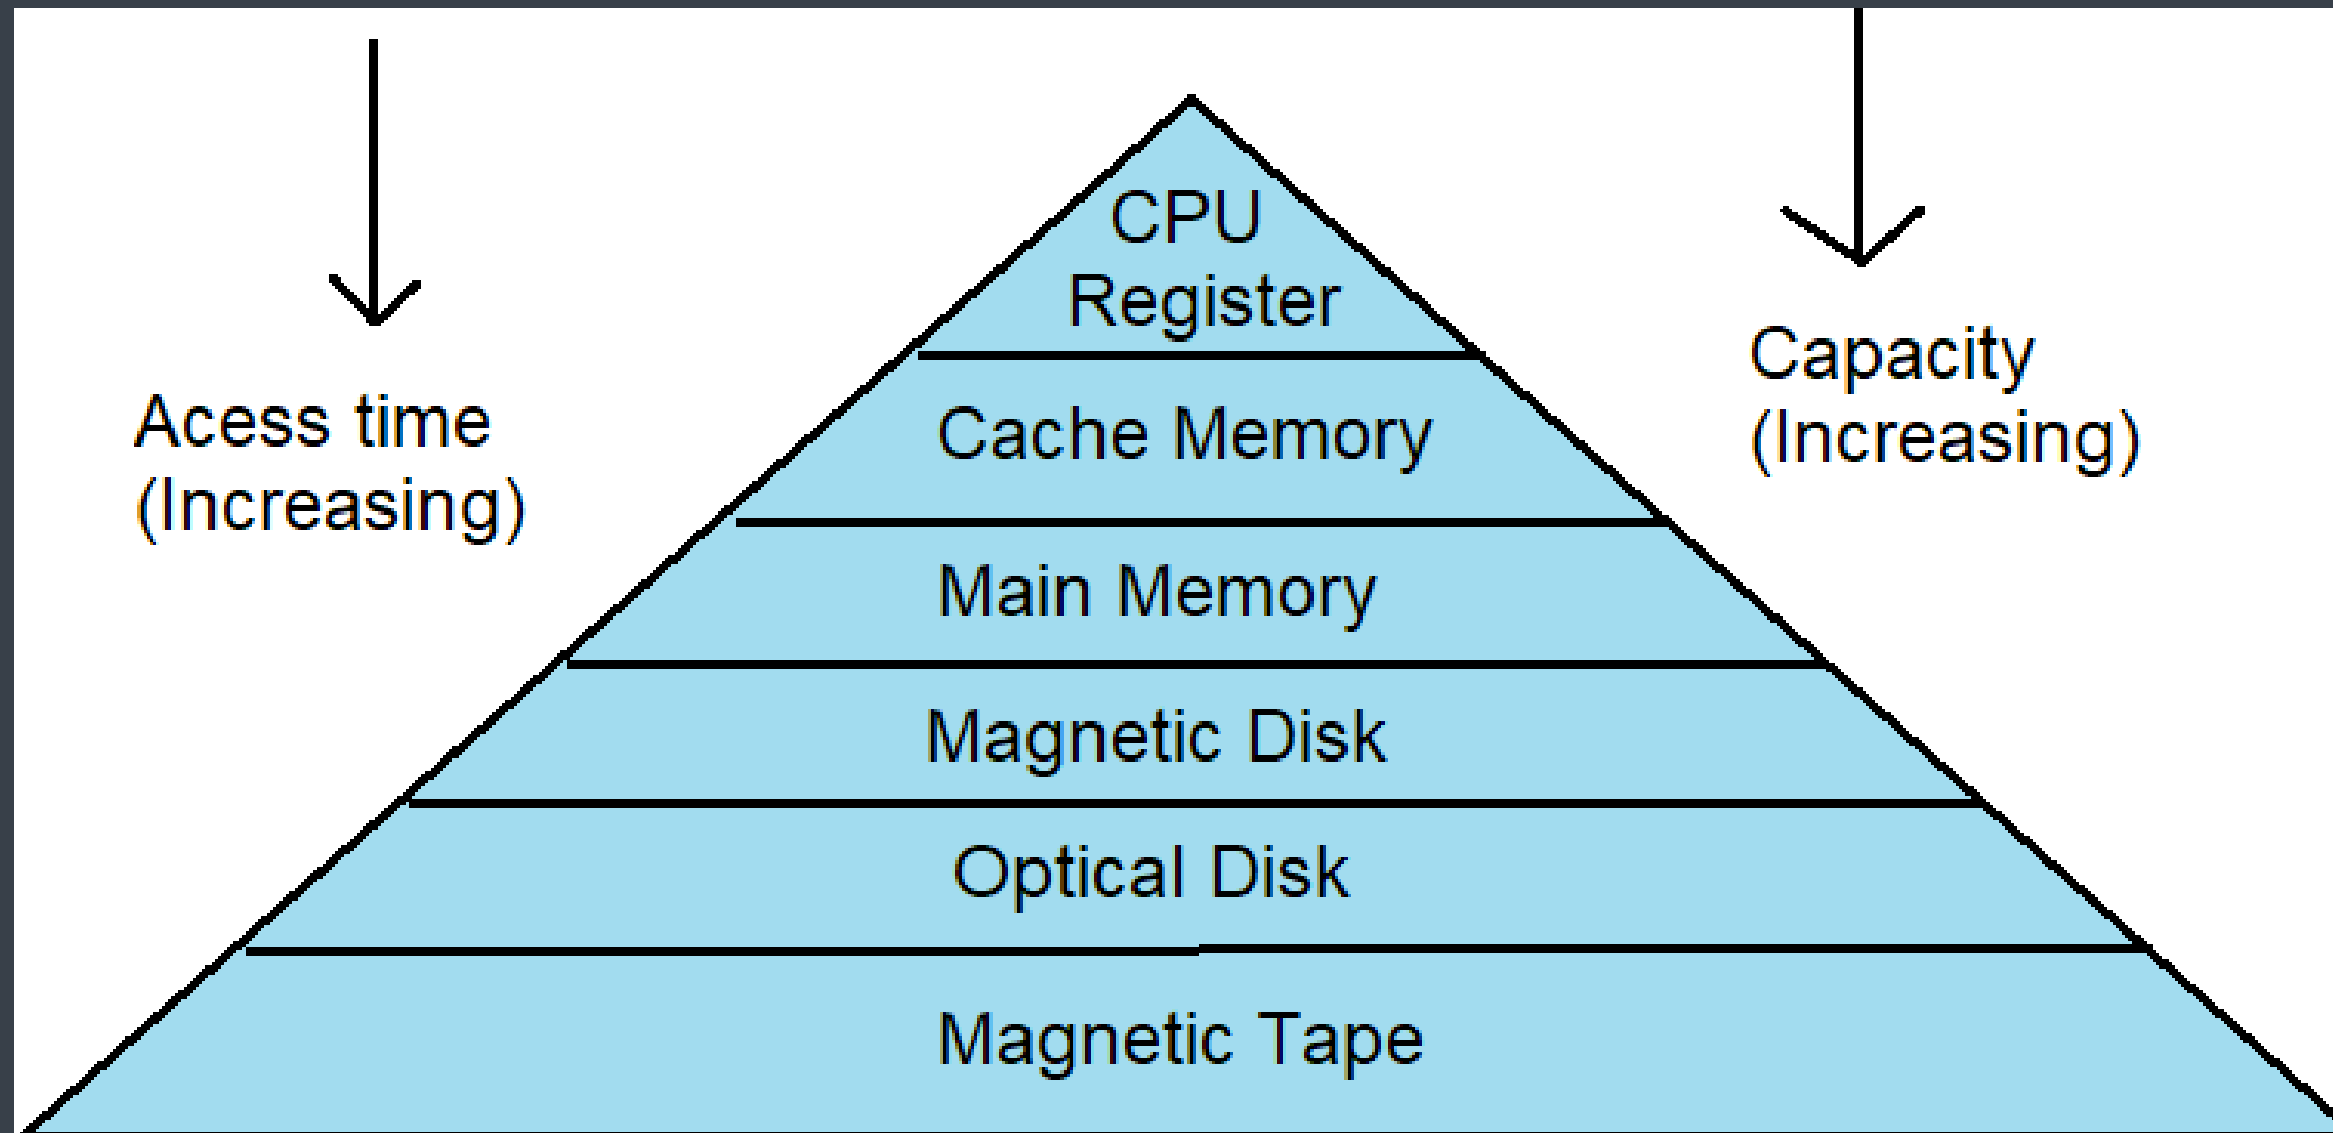 CPU
Register
Acess time
(Increasing)
Capacity
(Increasing)
Cache Memory
Main Memory
Magnetic Disk
Optical Disk
Magnetic Tape